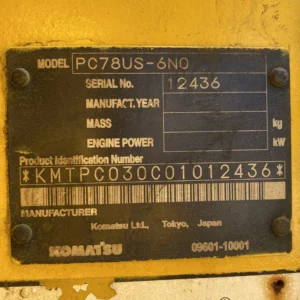 MODEL PC78US-6N0
SERIAL No. 12436
MANUFACT.YEAR
MASS kg
ENGINE POWER kW
Product Identification Number
*KMTPC030C01012436*
MANUFACTURER
Komatsu Ltd., Tokyo, Japan
KOMATSU 09601-10001